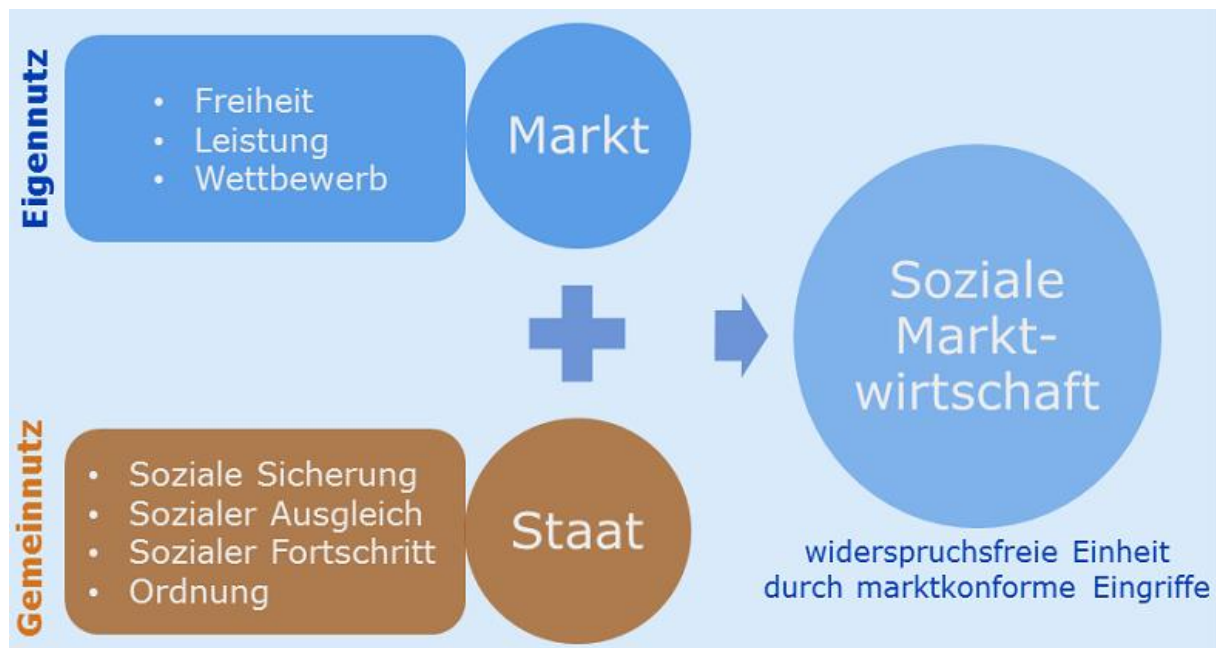 Eigennutz
• Freiheit
• Leistung
• Wettbewerb
Markt
Gemeinnutz
• Soziale Sicherung
• Sozialer Ausgleich
• Sozialer Fortschritt
• Ordnung
Staat
Soziale
Markt-
wirtschaft
widerspruchsfreie Einheit
durch marktkonforme Eingriffe